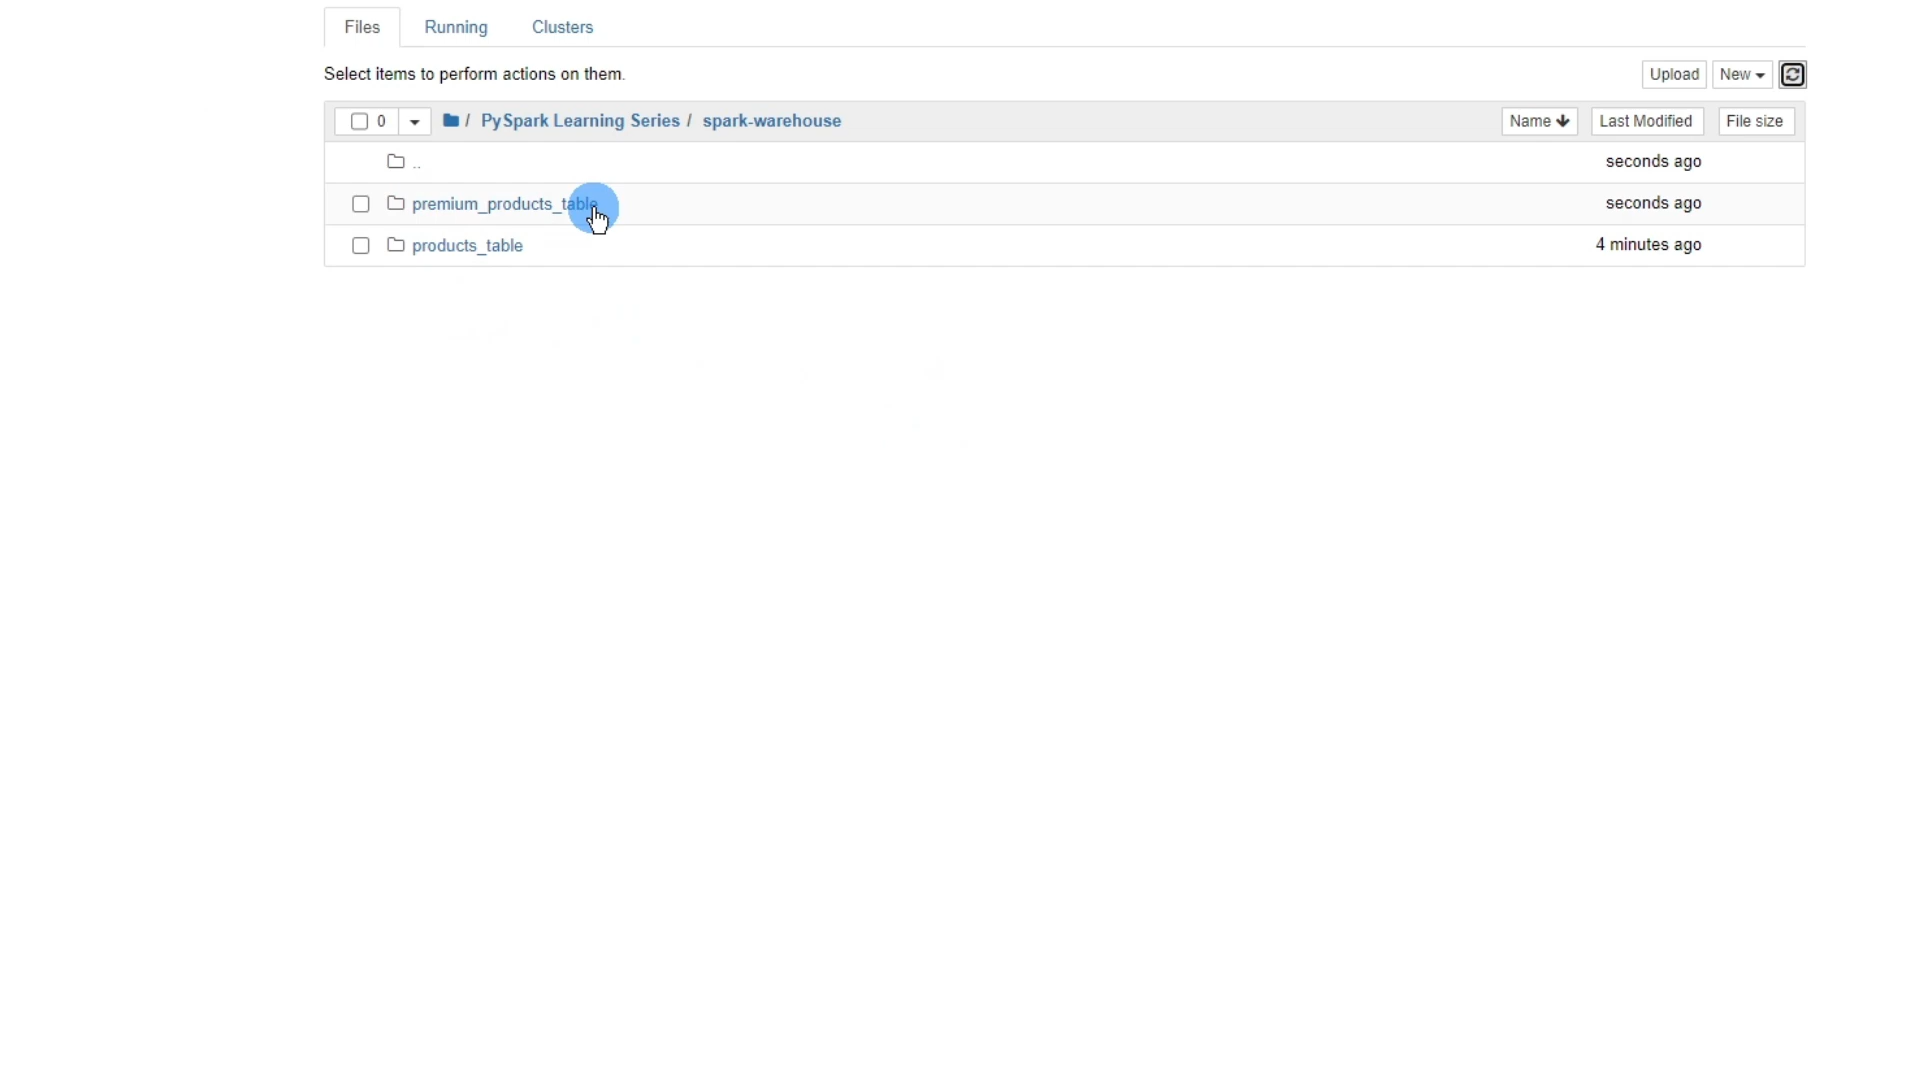 Files Running Clusters
Select items to perform actions on them.
Upload New
0 / PySpark Learning Series / spark-warehouse Name Last Modified File size
.. seconds ago
premium_products_table seconds ago
products_table 4 minutes ago